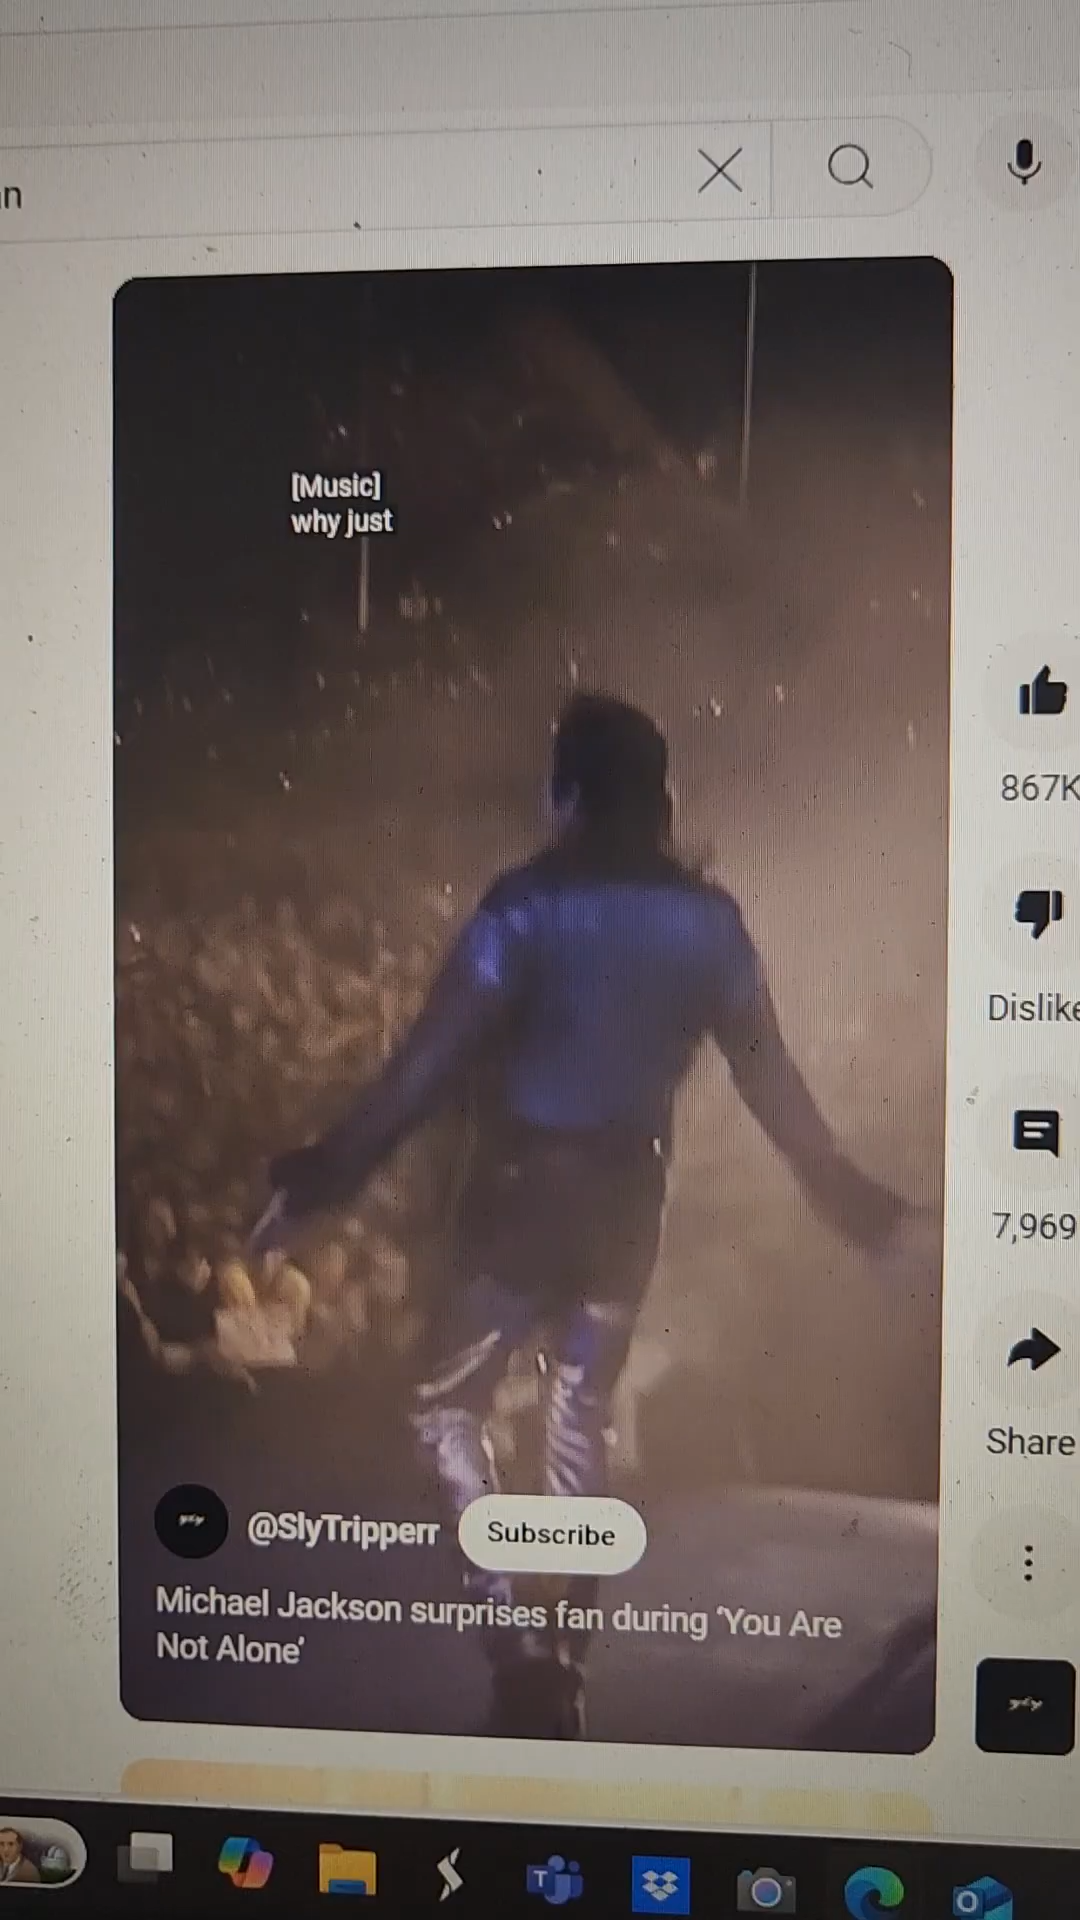 n
[Music]
why just
867K
Dislike
7,969
Share
@SlyTripperr
Subscribe
Michael Jackson surprises fan during ‘You Are
Not Alone’